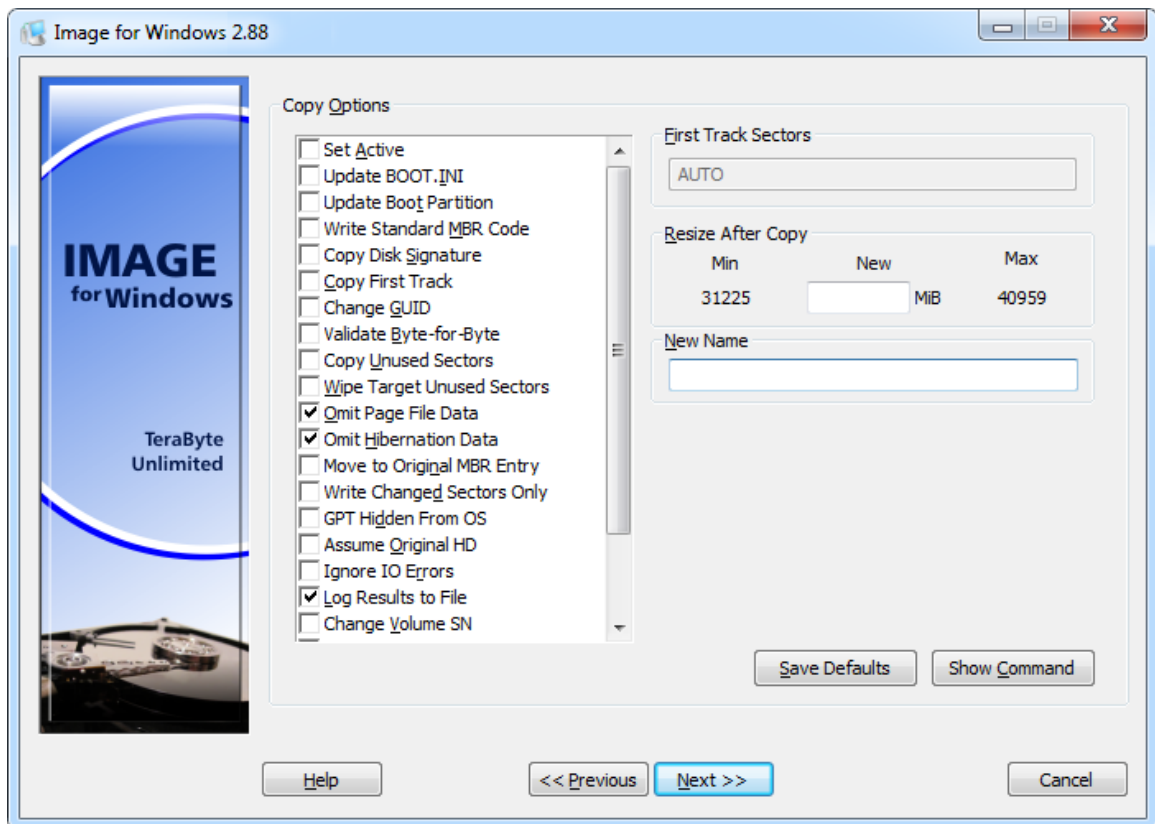 Image for Windows 2.88
IMAGE
for Windows
TeraByte
Unlimited
Copy Options
Set Active
Update BOOT.INI
Update Boot Partition
Write Standard MBR Code
Copy Disk Signature
Copy First Track
Change GUID
Validate Byte-for-Byte
Copy Unused Sectors
Wipe Target Unused Sectors
Omit Page File Data
Omit Hibernation Data
Move to Original MBR Entry
Write Changed Sectors Only
GPT Hidden From OS
Assume Original HD
Ignore IO Errors
Log Results to File
Change Volume SN
First Track Sectors
AUTO
Resize After Copy
Min New Max
31225 MiB 40959
New Name
Save Defaults Show Command
Help << Previous Next >> Cancel